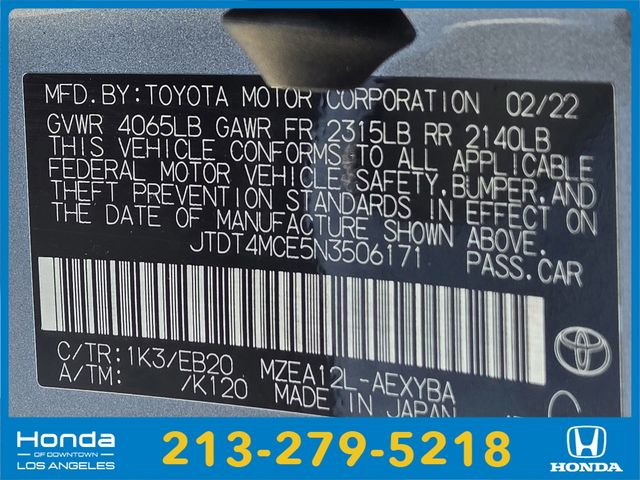 MFD. BY: TOYOTA MOTOR CORPORATION 02/22
GVWR 4065LB GAWR FR 2315LB RR 2140LB
THIS VEHICLE CONFORMS TO ALL APPLICABLE
FEDERAL MOTOR VEHICLE SAFETY, BUMPER, AND
THEFT PREVENTION STANDARDS IN EFFECT ON
THE DATE OF MANUFACTURE SHOWN ABOVE.
JTDT4MCE5N3506171 PASS. CAR
C/TR: 1K3/EB20 MZEA12L-AEXYBA
A/TM: /K120 MADE IN JAPAN
TOYOTA
Honda
OF DOWNTOWN
LOS ANGELES
213-279-5218
HONDA